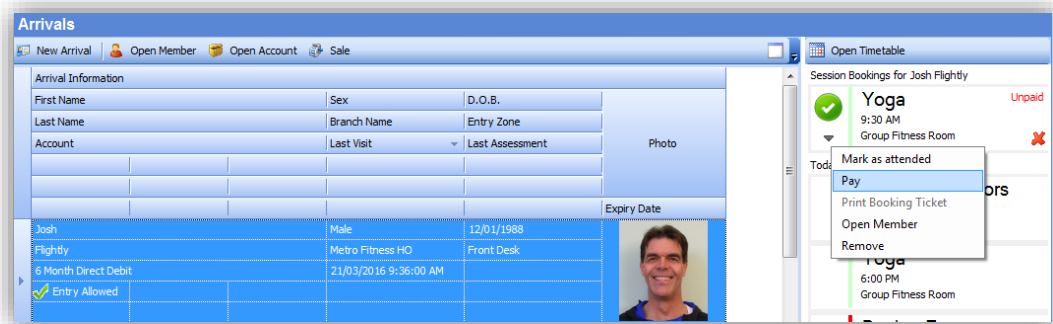 Arrivals
New Arrival Open Member Open Account Sale
Open Timetable
Arrival Information
First Name Sex D.O.B.
Last Name Branch Name Entry Zone
Account Last Visit Last Assessment Photo
Expiry Date
Josh Male 12/01/1988
Flightly Metro Fitness HO Front Desk
6 Month Direct Debit 21/03/2016 9:36:00 AM
Entry Allowed
Session Bookings for Josh Flightly
Yoga Unpaid
9:30 AM
Group Fitness Room
Mark as attended
Pay
Print Booking Ticket
Open Member
Remove
Toda
ors
Yoga
6:00 PM
Group Fitness Room